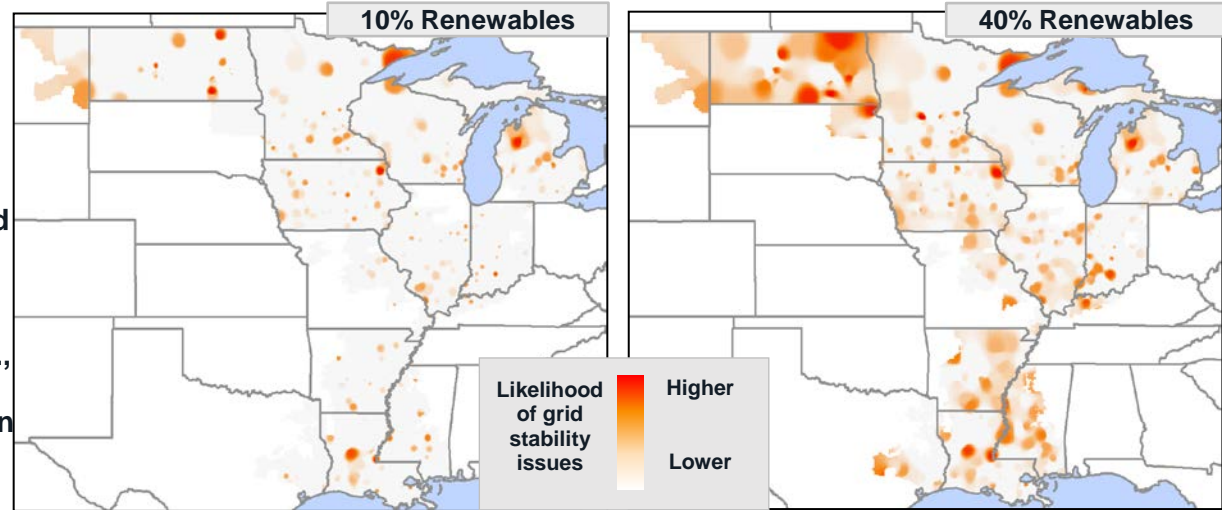 10% Renewables
40% Renewables
d
,
n
Likelihood
of grid
stability
issues
Higher
Lower